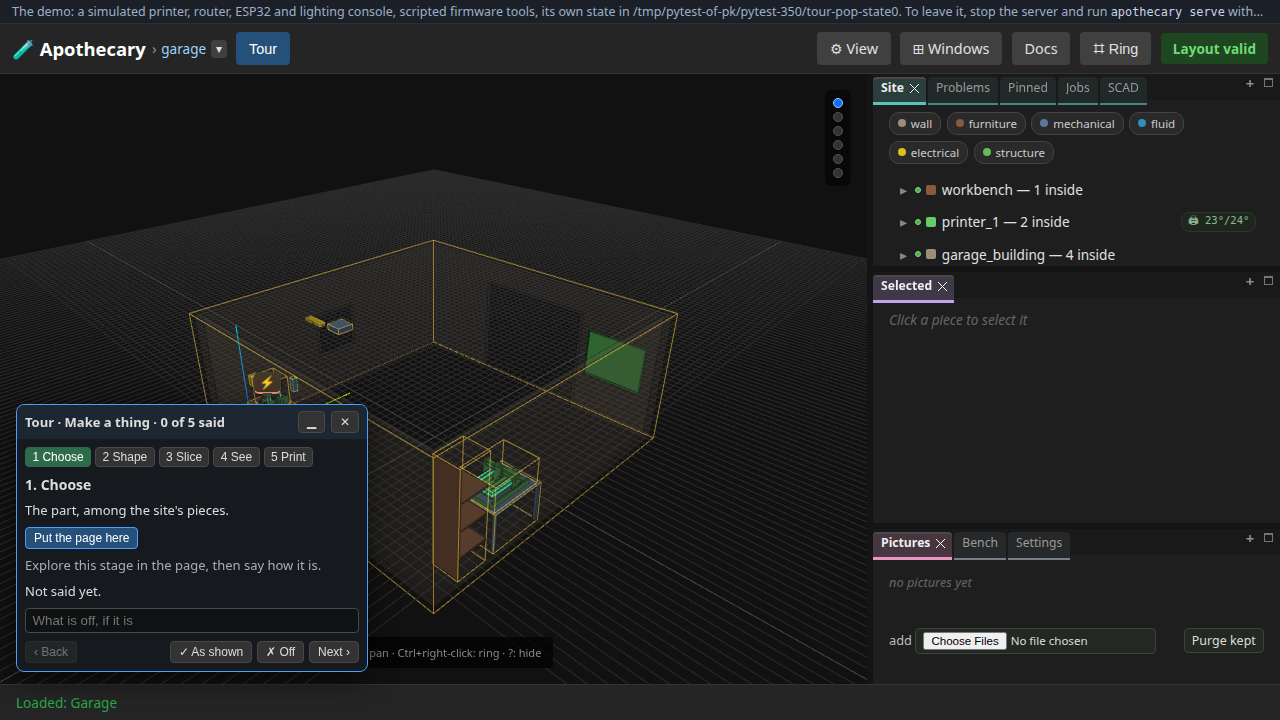 The demo: a simulated printer, router, ESP32 and lighting console, scripted firmware tools, its own state in /tmp/pytest-of-pk/pytest-350/tour-pop-state0. To leave it, stop the server and run apothecary serve with…
Apothecary › garage ▾ Tour
⚙ View ⊞ Windows Docs ⌗ Ring Layout valid
Site Problems Pinned Jobs SCAD
wall furniture mechanical fluid
electrical structure
workbench — 1 inside
printer_1 — 2 inside 23°/24°
garage_building — 4 inside
Selected
Click a piece to select it
Tour · Make a thing · 0 of 5 said
1 Choose 2 Shape 3 Slice 4 See 5 Print
1. Choose
The part, among the site's pieces.
Put the page here
Explore this stage in the page, then say how it is.
Not said yet.
What is off, if it is
‹ Back ✓ As shown ✗ Off Next ›
pan · Ctrl+right-click: ring · ?: hide
Pictures Bench Settings
no pictures yet
add Choose Files No file chosen Purge kept
Loaded: Garage